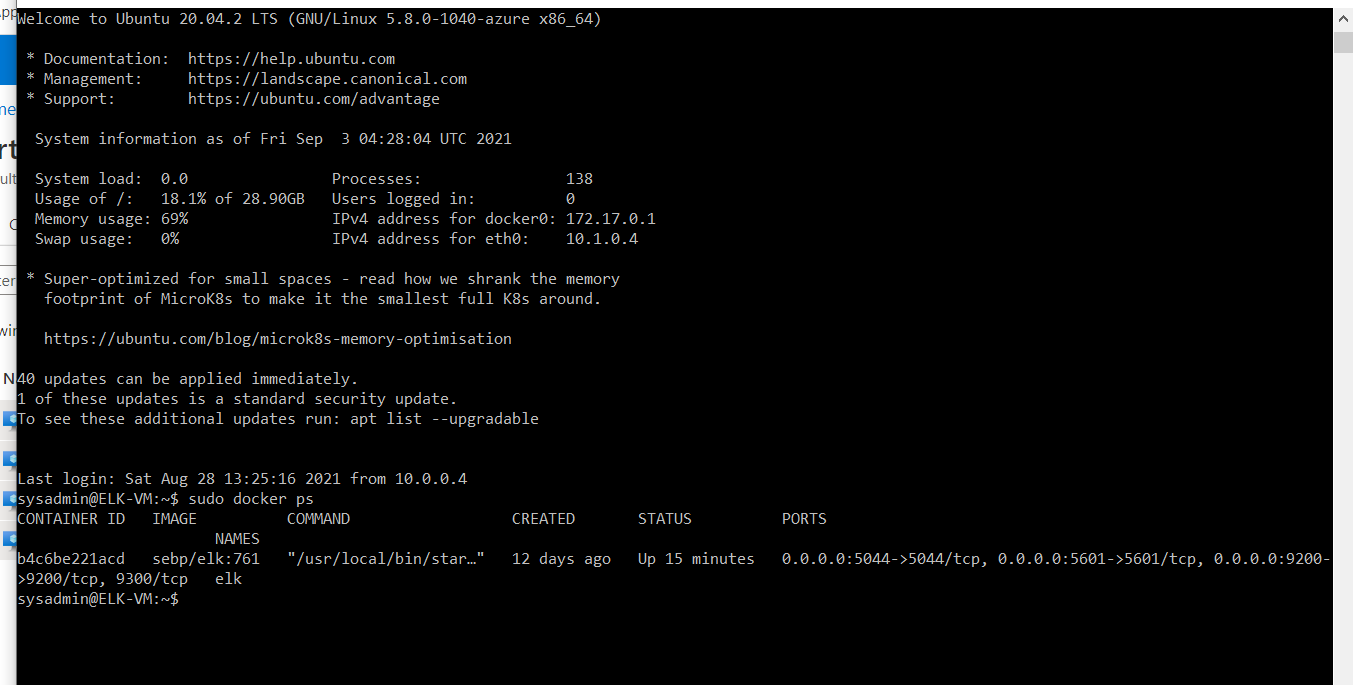 Welcome to Ubuntu 20.04.2 LTS (GNU/Linux 5.8.0-1040-azure x86_64)
* Documentation:  https://help.ubuntu.com
* Management:     https://landscape.canonical.com
* Support:        https://ubuntu.com/advantage
System information as of Fri Sep  3 04:28:04 UTC 2021
System load:  0.0                Processes:                138
Usage of /:   18.1% of 28.90GB   Users logged in:          0
Memory usage: 69%                IPv4 address for docker0: 172.17.0.1
Swap usage:   0%                 IPv4 address for eth0:    10.1.0.4
* Super-optimized for small spaces - read how we shrank the memory
footprint of MicroK8s to make it the smallest full K8s around.
https://ubuntu.com/blog/microk8s-memory-optimisation
40 updates can be applied immediately.
1 of these updates is a standard security update.
To see these additional updates run: apt list --upgradable
Last login: Sat Aug 28 13:25:16 2021 from 10.0.0.4
sysadmin@ELK-VM:~$ sudo docker ps
CONTAINER ID   IMAGE          COMMAND                  CREATED       STATUS          PORTS
NAMES
b4c6be221acd   sebp/elk:761   "/usr/local/bin/star…"   12 days ago   Up 15 minutes   0.0.0.0:5044->5044/tcp, 0.0.0.0:5601->5601/tcp, 0.0.0.0:9200-
>9200/tcp, 9300/tcp   elk
sysadmin@ELK-VM:~$